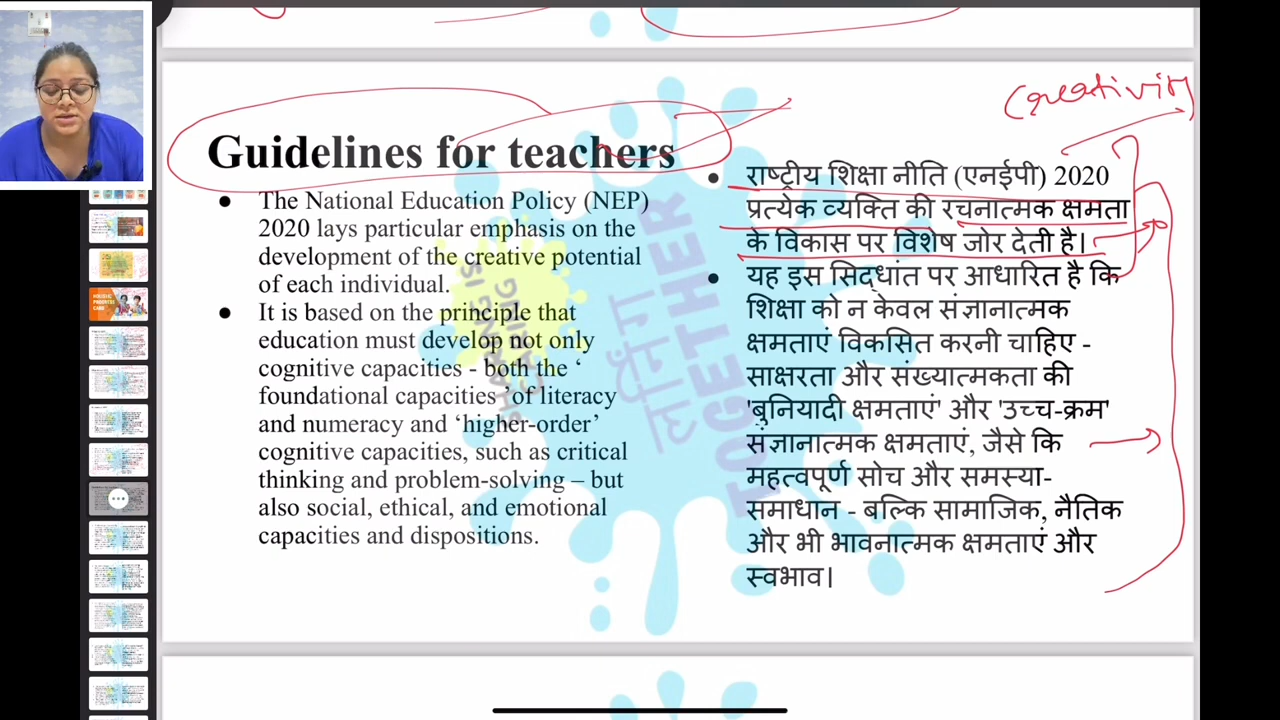 Creativity
Guidelines for teachers
● The National Education Policy (NEP)
2020 lays particular emphasis on the
development of the creative potential
of each individual.
● It is based on the principle that
education must develop not only
cognitive capacities - both the ‘
foundational capacities ’of literacy
and numeracy and ‘higher-order’
cognitive capacities, such as critical
thinking and problem-solving – but
also social, ethical, and emotional
capacities and dispositions.
● राष्ट्रीय शिक्षा नीति (एनईपी) 2020
प्रत्येक व्यक्ति की रचनात्मक क्षमता
के विकास पर विशेष जोर देती है।
● यह इस सिद्धांत पर आधारित है कि
शिक्षा को न केवल संज्ञानात्मक
क्षमताएं विकसित करनी चाहिए -
साक्षरता और संख्यात्मकता की
'बुनियादी क्षमताएं' और 'उच्च-क्रम'
संज्ञानात्मक क्षमताएं, जैसे कि
महत्वपूर्ण सोच और समस्या-
समाधान - बल्कि सामाजिक, नैतिक
और भी भावनात्मक क्षमताएं और
स्वभाव।
TOGETHER